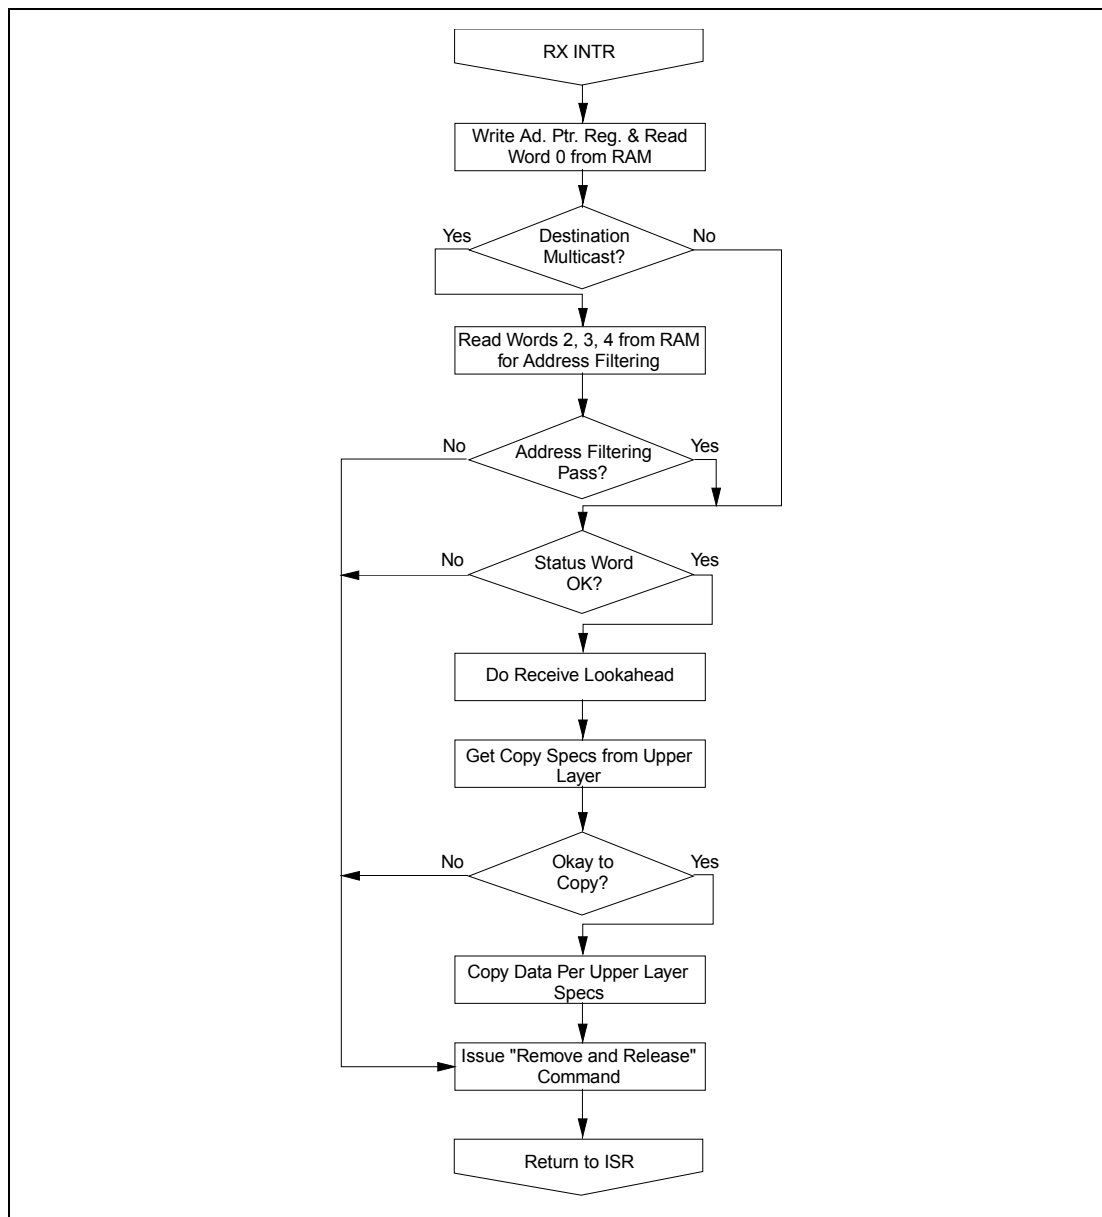 RX INTR
Write Ad. Ptr. Reg. & Read
Word 0 from RAM
Yes
Destination
Multicast?
No
Read Words 2, 3, 4 from RAM
for Address Filtering
No
Address Filtering
Pass?
Yes
No
Status Word
OK?
Yes
Do Receive Lookahead
Get Copy Specs from Upper
Layer
No
Okay to
Copy?
Yes
Copy Data Per Upper Layer
Specs
Issue "Remove and Release"
Command
Return to ISR